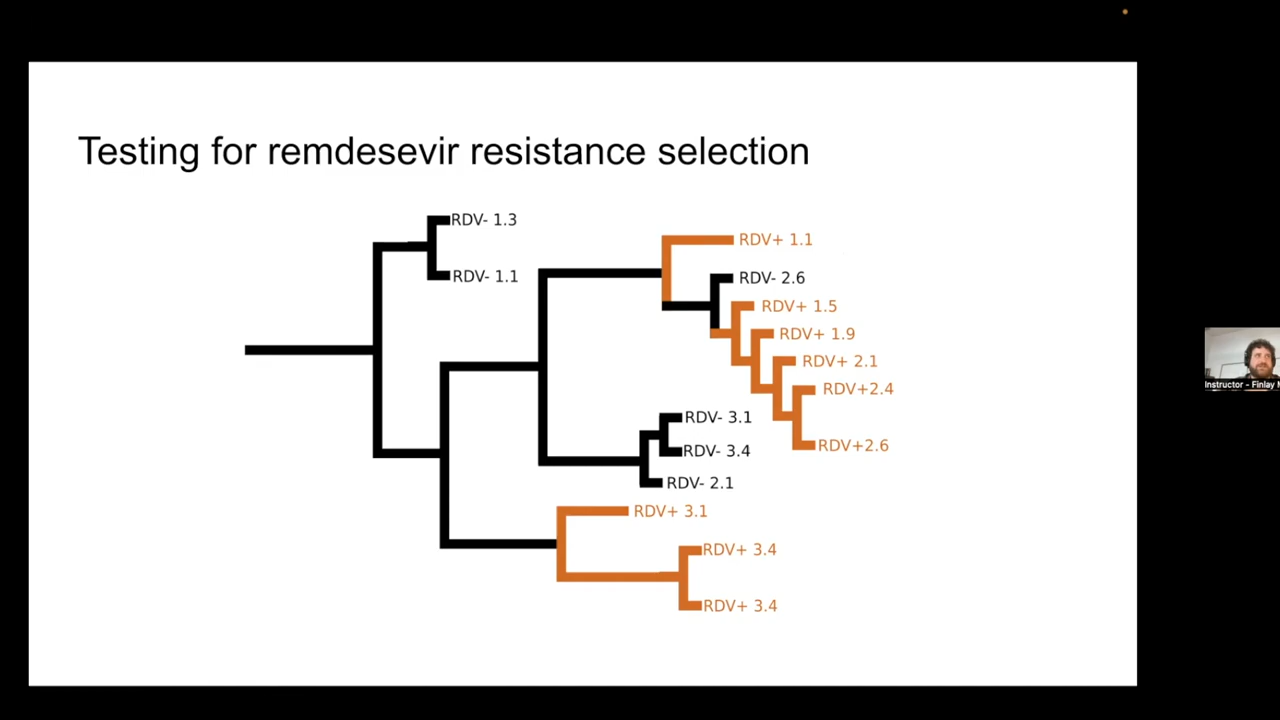 Testing for remdesevir resistance selection
RDV- 1.3
RDV+ 1.1
RDV- 1.1
RDV- 2.6
RDV+ 1.5
RDV+ 1.9
RDV+ 2.1
RDV+2.4
RDV- 3.1
RDV+2.6
RDV- 3.4
RDV- 2.1
RDV+ 3.1
RDV+ 3.4
RDV+ 3.4
Instructor - Finlay M